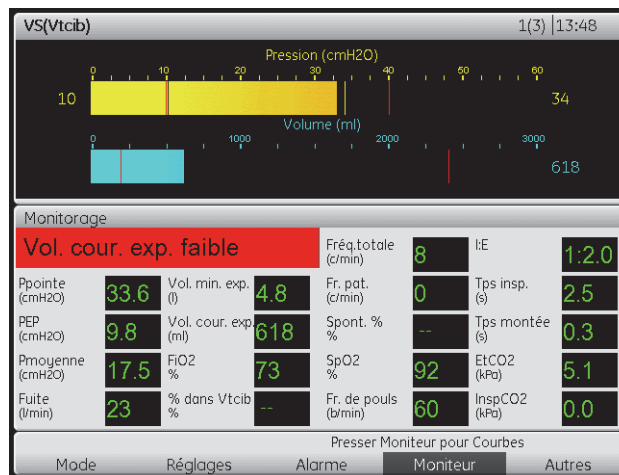 VS(Vtcib) 1(3) |13:48
Pression (cmH2O)
0 10 20 30 40 50 60
10 34
Volume (ml)
0 1000 2000 3000
618
Monitorage
Vol. cour. exp. faible
Fréq.totale (c/min) 8 I:E 1:2.0
Ppointe (cmH2O) 33.6 Vol. min. exp. (l) 4.8 Fr. pat. (c/min) 0 Tps insp. (s) 2.5
PEP (cmH2O) 9.8 Vol. cour. exp. (ml) 618 Spont. % % -- Tps montée (s) 0.3
Pmoyenne (cmH2O) 17.5 FiO2 % 73 SpO2 % 92 EtCO2 (kPa) 5.1
Fuite (l/min) 23 % dans Vtcib % -- Fr. de pouls (b/min) 60 InspCO2 (kPa) 0.0
Presser Moniteur pour Courbes
Mode Réglages Alarme Moniteur Autres